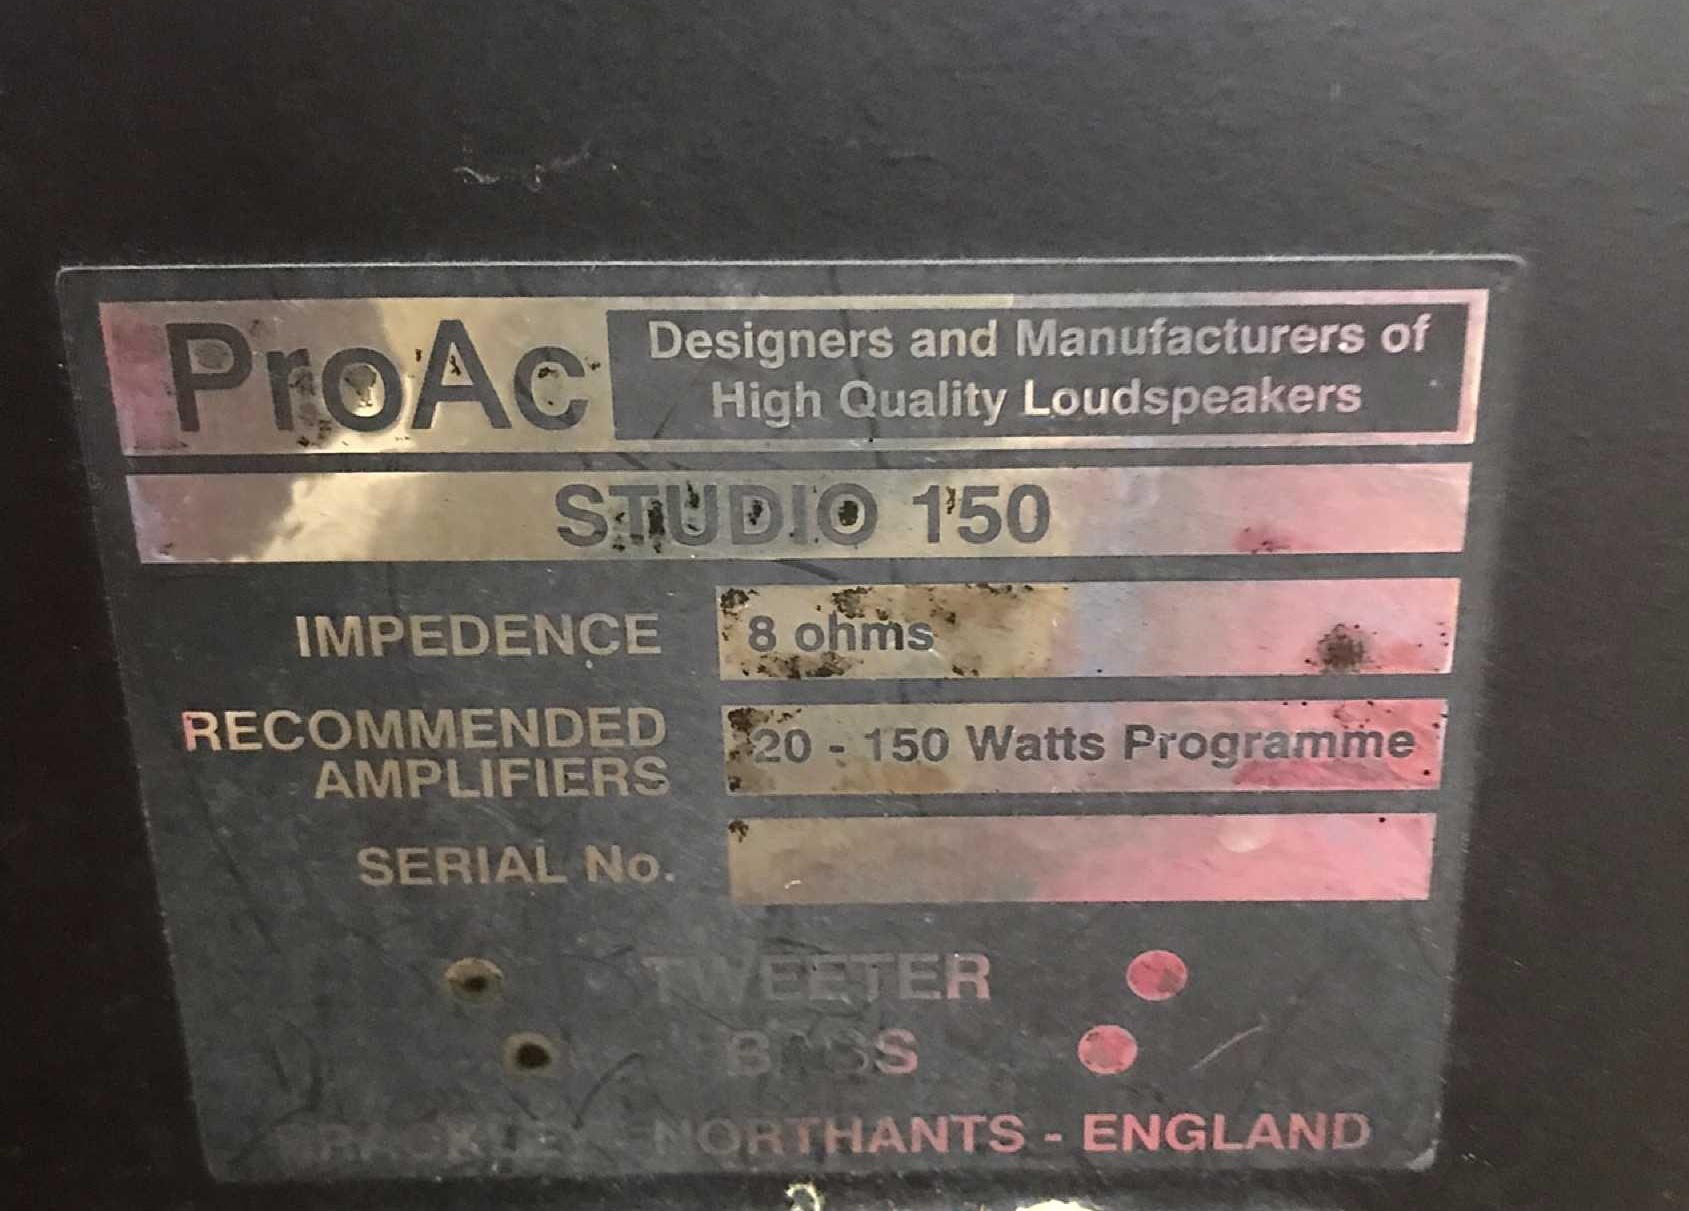 ProAc
Designers and Manufacturers of
High Quality Loudspeakers
STUDIO 150
IMPEDENCE 8 ohms
RECOMMENDED
AMPLIFIERS
20 - 150 Watts Programme
SERIAL No.
TWEETER
BASS
BRACKLEY - NORTHANTS - ENGLAND